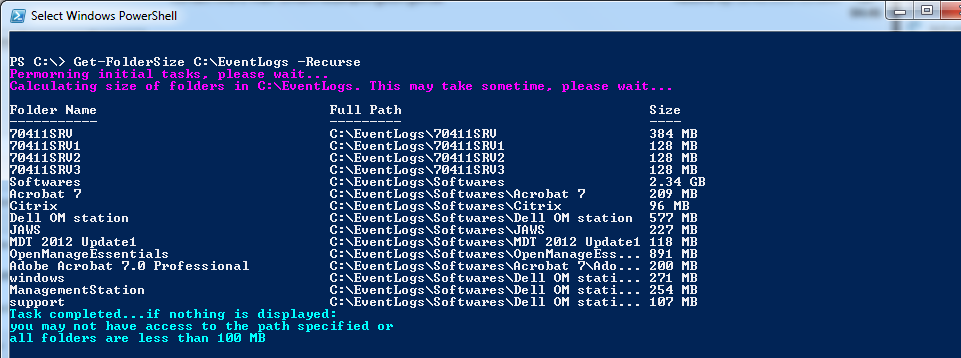 Select Windows PowerShell
PS C:\> Get-FolderSize C:\EventLogs -Recurse
Permorning initial tasks, please wait...
Calculating size of folders in C:\EventLogs. This may take sometime, please wait...
Folder Name Full Path Size
----------- --------- ----
70411SRV C:\EventLogs\70411SRV 384 MB
70411SRV1 C:\EventLogs\70411SRV1 128 MB
70411SRV2 C:\EventLogs\70411SRV2 128 MB
70411SRV3 C:\EventLogs\70411SRV3 128 MB
Softwares C:\EventLogs\Softwares 2.34 GB
Acrobat 7 C:\EventLogs\Softwares\Acrobat 7 209 MB
Citrix C:\EventLogs\Softwares\Citrix 96 MB
Dell OM station C:\EventLogs\Softwares\Dell OM station 577 MB
JAWS C:\EventLogs\Softwares\JAWS 227 MB
MDT 2012 Update1 C:\EventLogs\Softwares\MDT 2012 Update1 118 MB
OpenManageEssentials C:\EventLogs\Softwares\OpenManageEss... 891 MB
Adobe Acrobat 7.0 Professional C:\EventLogs\Softwares\Acrobat 7\Ado... 200 MB
windows C:\EventLogs\Softwares\Dell OM stati... 271 MB
ManagementStation C:\EventLogs\Softwares\Dell OM stati... 254 MB
support C:\EventLogs\Softwares\Dell OM stati... 107 MB
Task completed...if nothing is displayed:
you may not have access to the path specified or
all folders are less than 100 MB